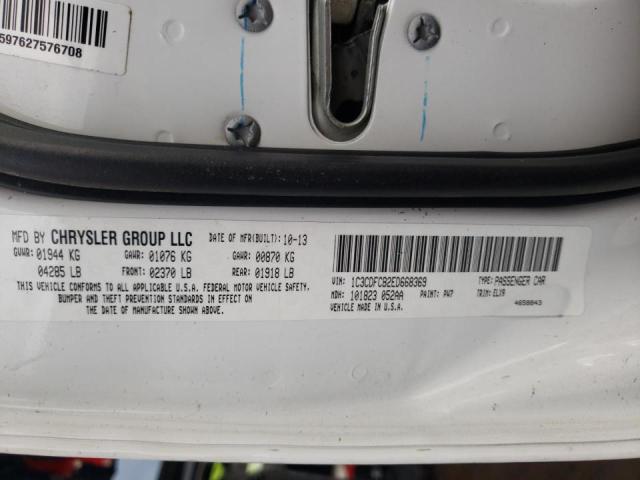 597627576708
MFD BY CHRYSLER GROUP LLC DATE OF MFR(BUILT): 10-13
GVWR: 01944 KG GAWR: 01076 KG GAWR: 00870 KG
04285 LB FRONT: 02370 LB REAR: 01918 LB
THIS VEHICLE CONFORMS TO ALL APPLICABLE U.S.A. FEDERAL MOTOR VEHICLE SAFETY,
BUMPER AND THEFT PREVENTION STANDARDS IN EFFECT ON
THE DATE OF MANUFACTURE SHOWN ABOVE.
VIN: 1C3CDFCB2ED668369 TYPE: PASSENGER CAR
MDH: 101823 052AA PAINT: PW7 TRIM: ELX9
VEHICLE MADE IN U.S.A. 4658843